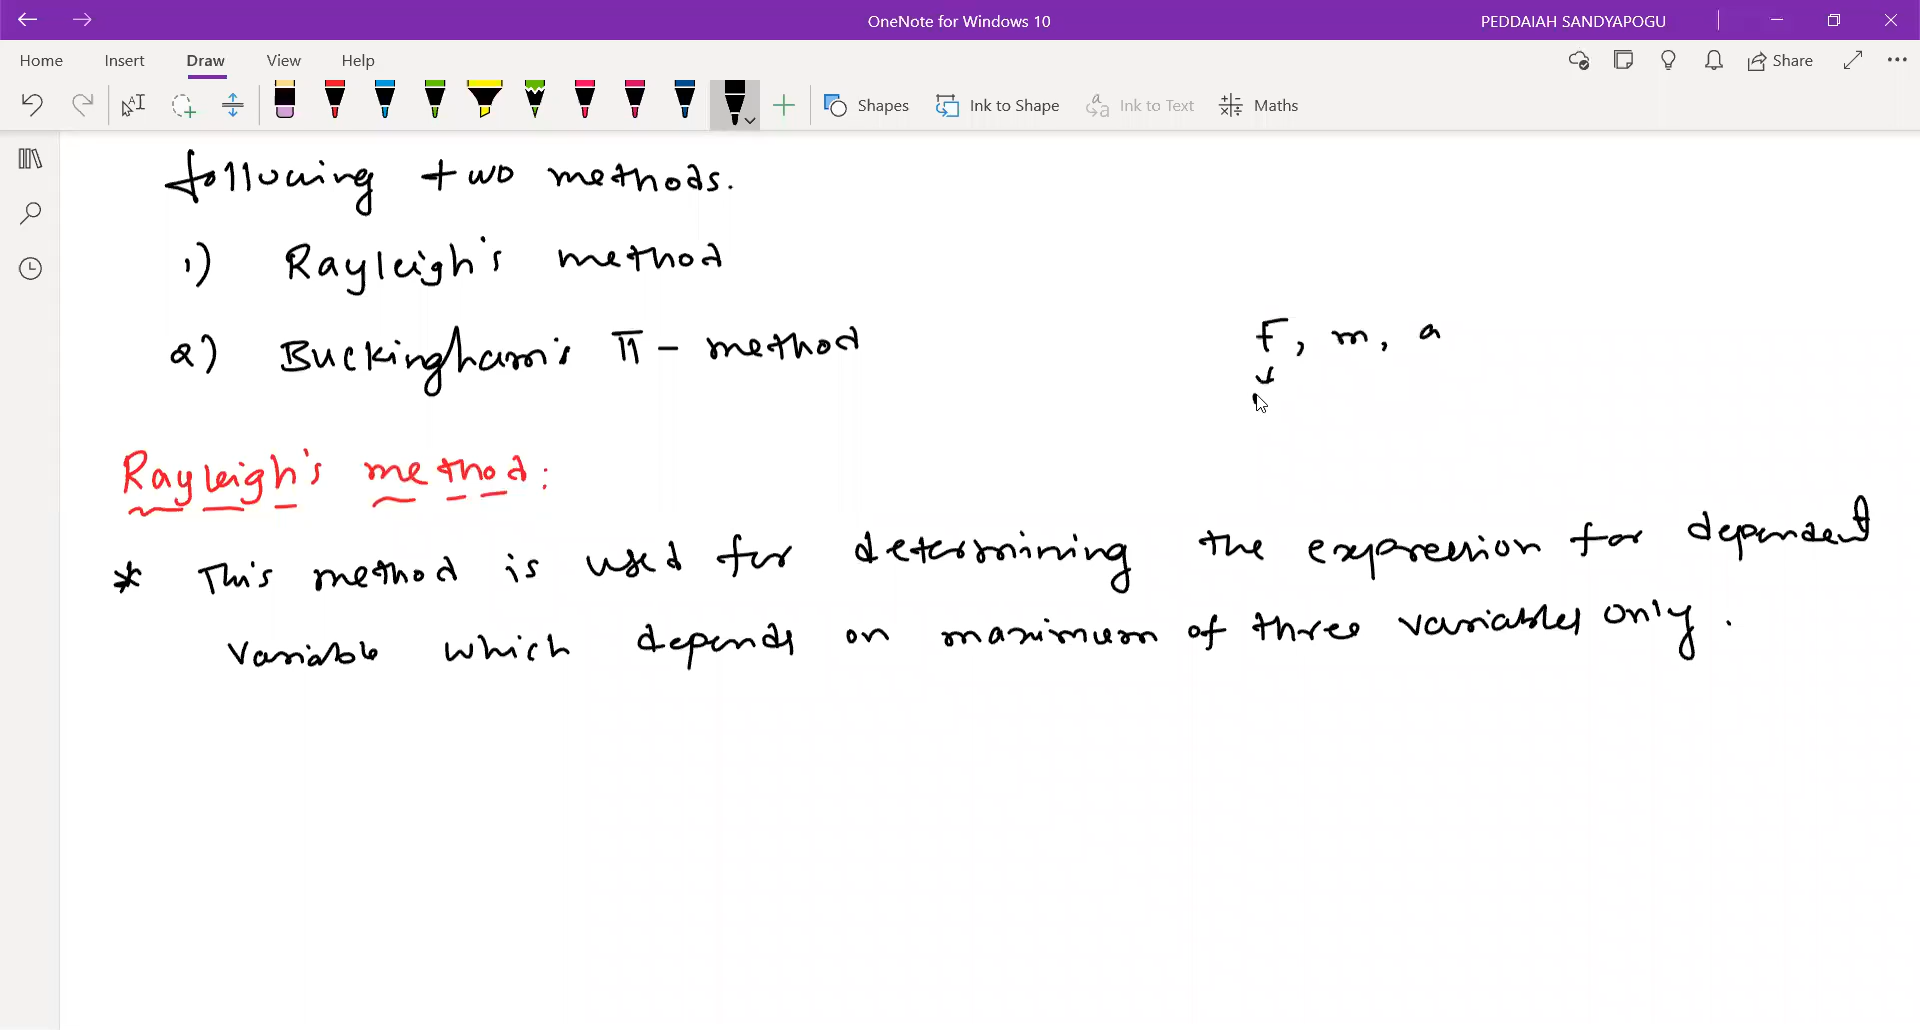 OneNote for Windows 10
PEDDAIAH SANDYAPOGU
Home Insert Draw View Help
Share
Shapes Ink to Shape Ink to Text Maths
following two methods.
1) Rayleigh's method
2) Buckingham's π - method
F, m, a
Rayleigh's method:
* This method is used for determining the expression for dependent
variable which depends on maximum of three variables only.